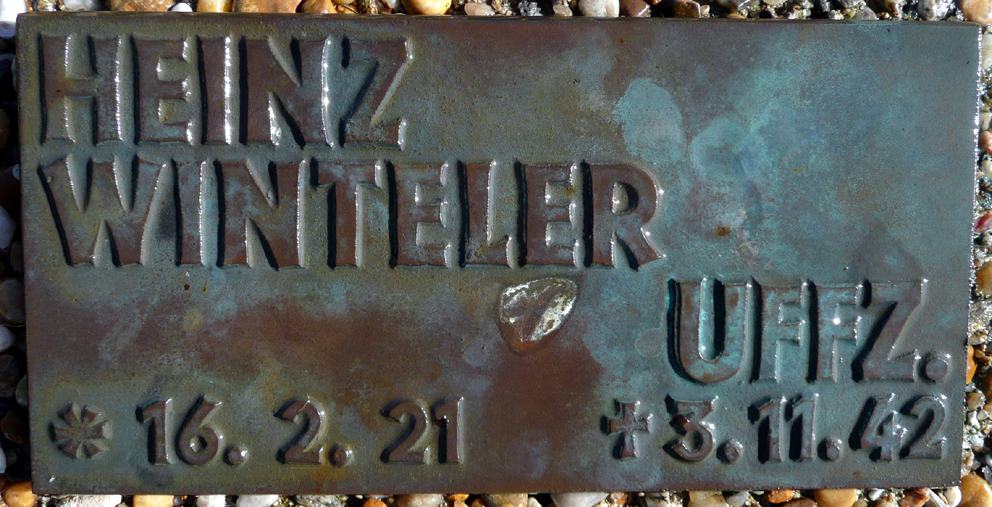 HEINZ
WINTELER
UFFZ.
* 16. 2. 21 † 3. 11. 42